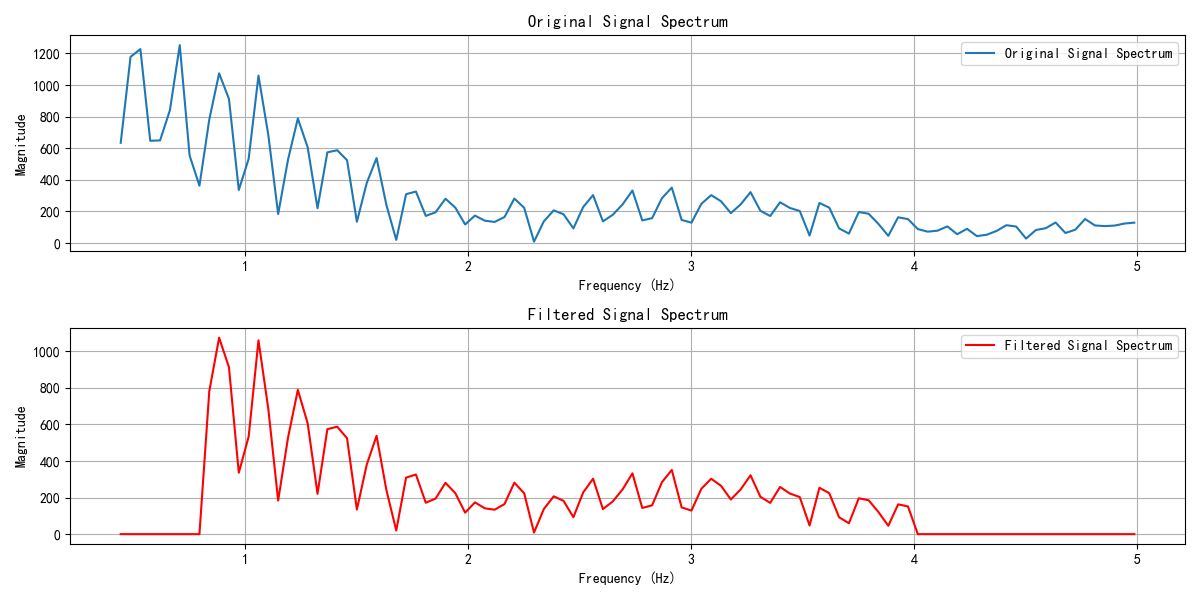 Original Signal Spectrum
Original Signal Spectrum
1200
1000
800
600
400
200
0
Magnitude
1 2 3 4 5
Frequency (Hz)
Filtered Signal Spectrum
Filtered Signal Spectrum
1000
800
600
400
200
0
Magnitude
1 2 3 4 5
Frequency (Hz)